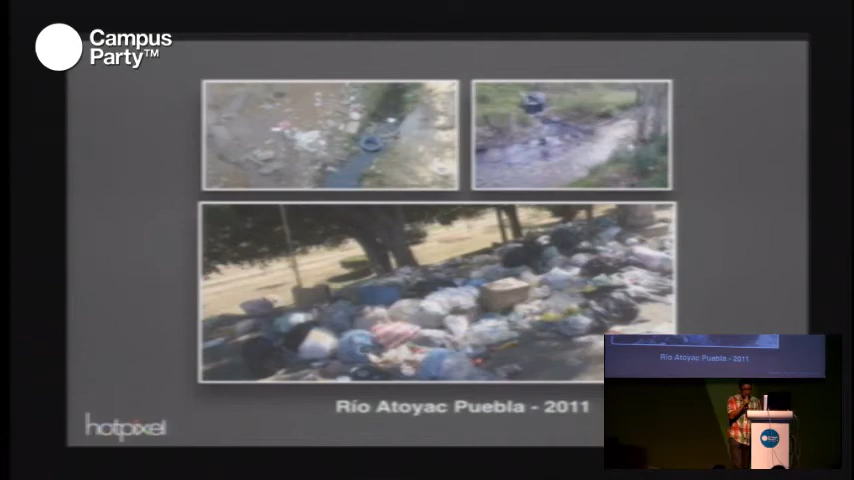 Campus
Party™
Río Atoyac Puebla - 2011
hotpixel
Río Atoyac Puebla - 2011